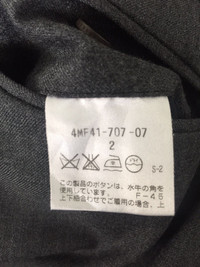 4MF41-707-07
2
S-2
この製品のボタンは、水牛の角を
使用しています。 F-46
上下組合わせでご着用の場合、上